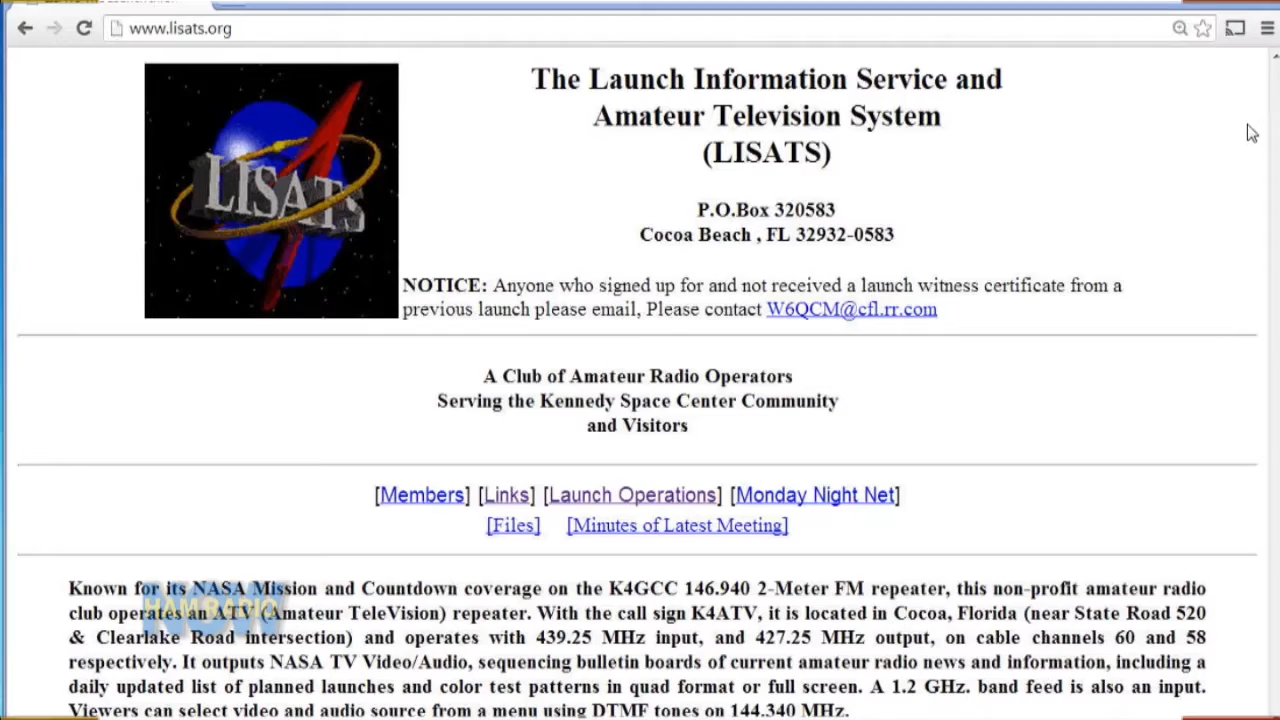 www.lisats.org
LISATS
The Launch Information Service and
Amateur Television System
(LISATS)
P.O.Box 320583
Cocoa Beach , FL 32932-0583
NOTICE: Anyone who signed up for and not received a launch witness certificate from a
previous launch please email, Please contact W6QCM@cfl.rr.com
A Club of Amateur Radio Operators
Serving the Kennedy Space Center Community
and Visitors
[Members] [Links] [Launch Operations] [Monday Night Net]
[Files] [Minutes of Latest Meeting]
Known for its NASA Mission and Countdown coverage on the K4GCC 146.940 2-Meter FM repeater, this non-profit amateur radio
club operates an ATV (Amateur TeleVision) repeater. With the call sign K4ATV, it is located in Cocoa, Florida (near State Road 520
& Clearlake Road intersection) and operates with 439.25 MHz input, and 427.25 MHz output, on cable channels 60 and 58
respectively. It outputs NASA TV Video/Audio, sequencing bulletin boards of current amateur radio news and information, including a
daily updated list of planned launches and color test patterns in quad format or full screen. A 1.2 GHz. band feed is also an input.
Viewers can select video and audio source from a menu using DTMF tones on 144.340 MHz.
HAM RADIO
NOW